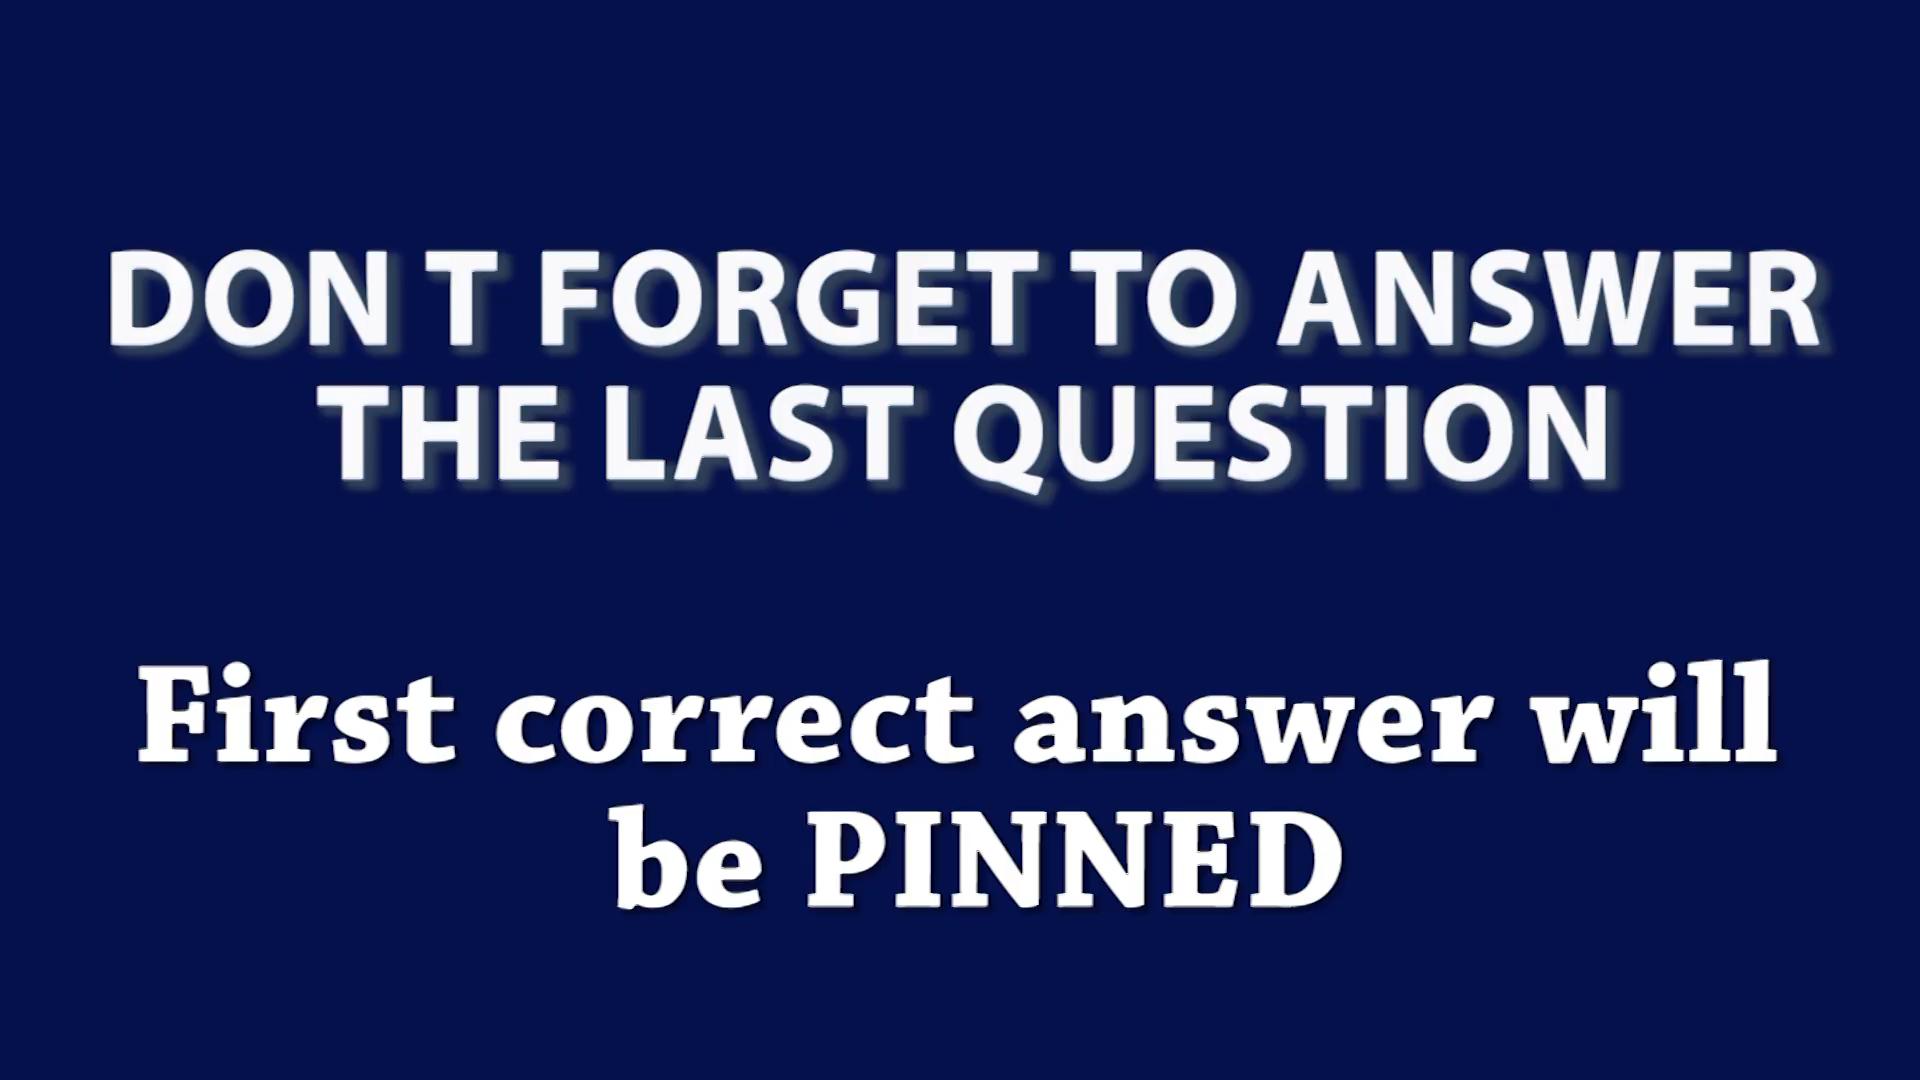 DON T FORGET TO ANSWER
THE LAST QUESTION
First correct answer will
be PINNED